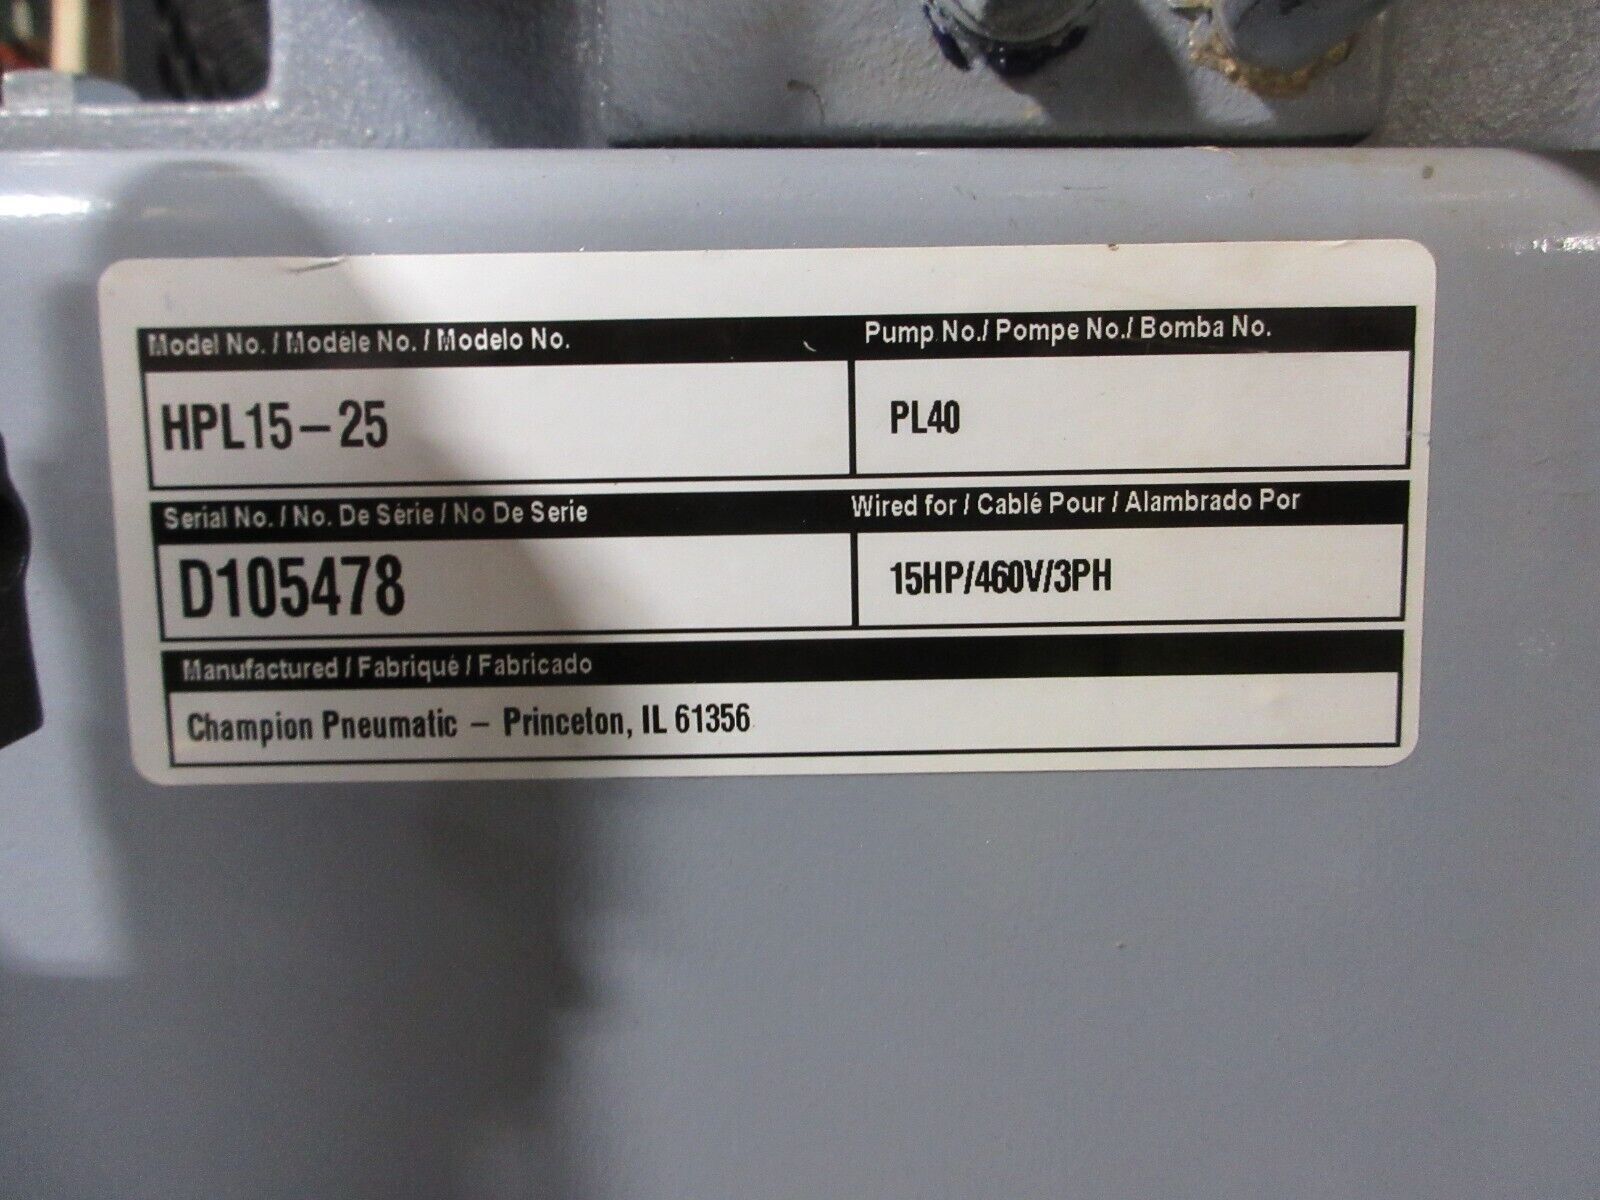 Model No. / Modéle No. / Modelo No.
Pump No./ Pompe No./ Bomba No.
HPL15-25
PL40
Serial No. / No. De Série / No De Serie
Wired for / Cablé Pour / Alambrado Por
D105478
15HP/460V/3PH
Manufactured / Fabriqué / Fabricado
Champion Pneumatic - Princeton, IL 61356